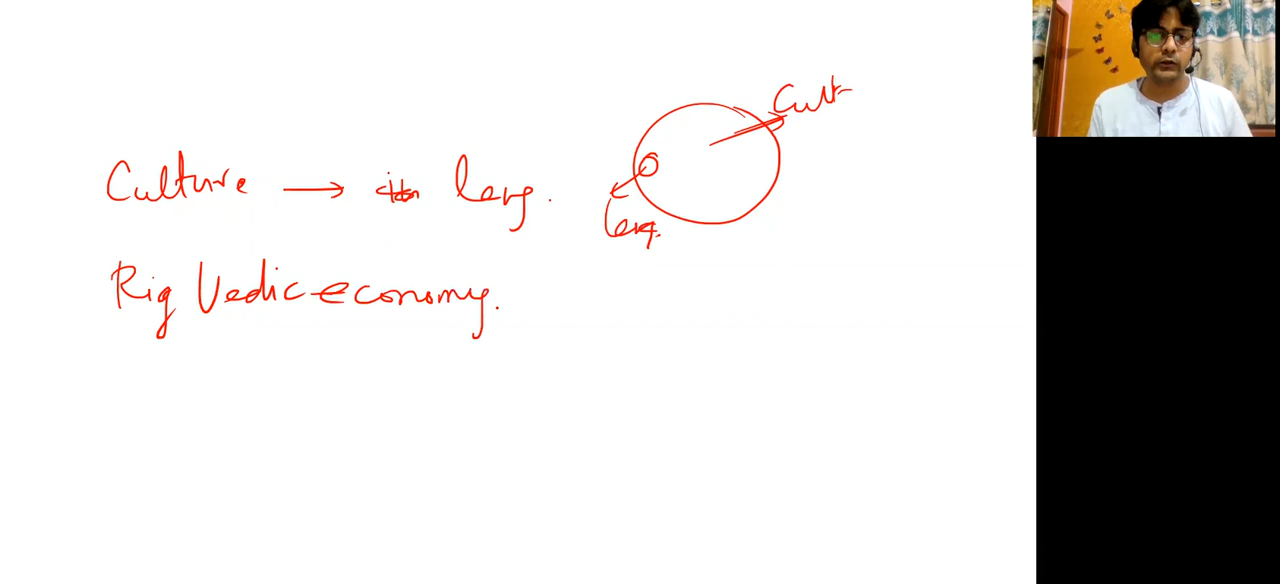 Cult
Culture → lang.
lang.
Rig Vedic economy.